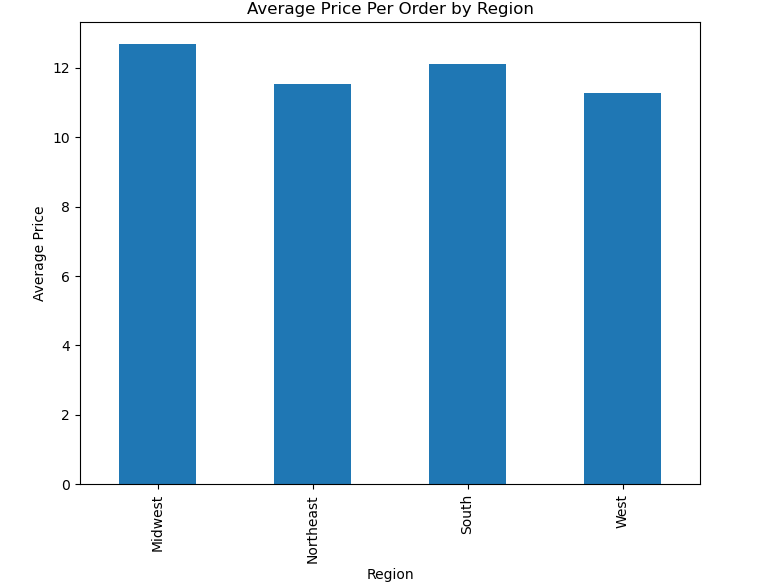 Average Price Per Order by Region
12
10
8
6
4
2
0
Average Price
Midwest
Northeast
South
West
Region